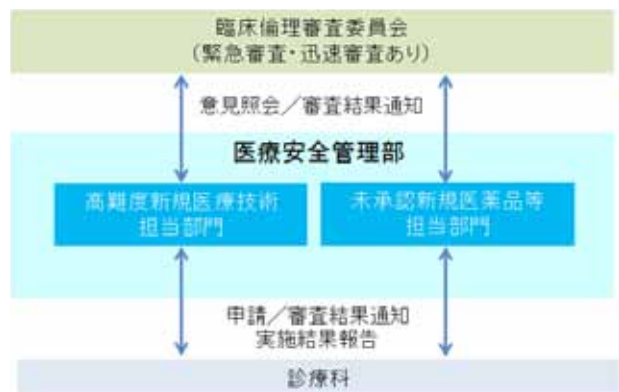 臨床倫理審査委員会
(緊急審査・迅速審査あり)
意見照会／審査結果通知
医療安全管理部
高難度新規医療技術
担当部門
未承認新規医薬品等
担当部門
申請／審査結果通知
実施結果報告
診療科